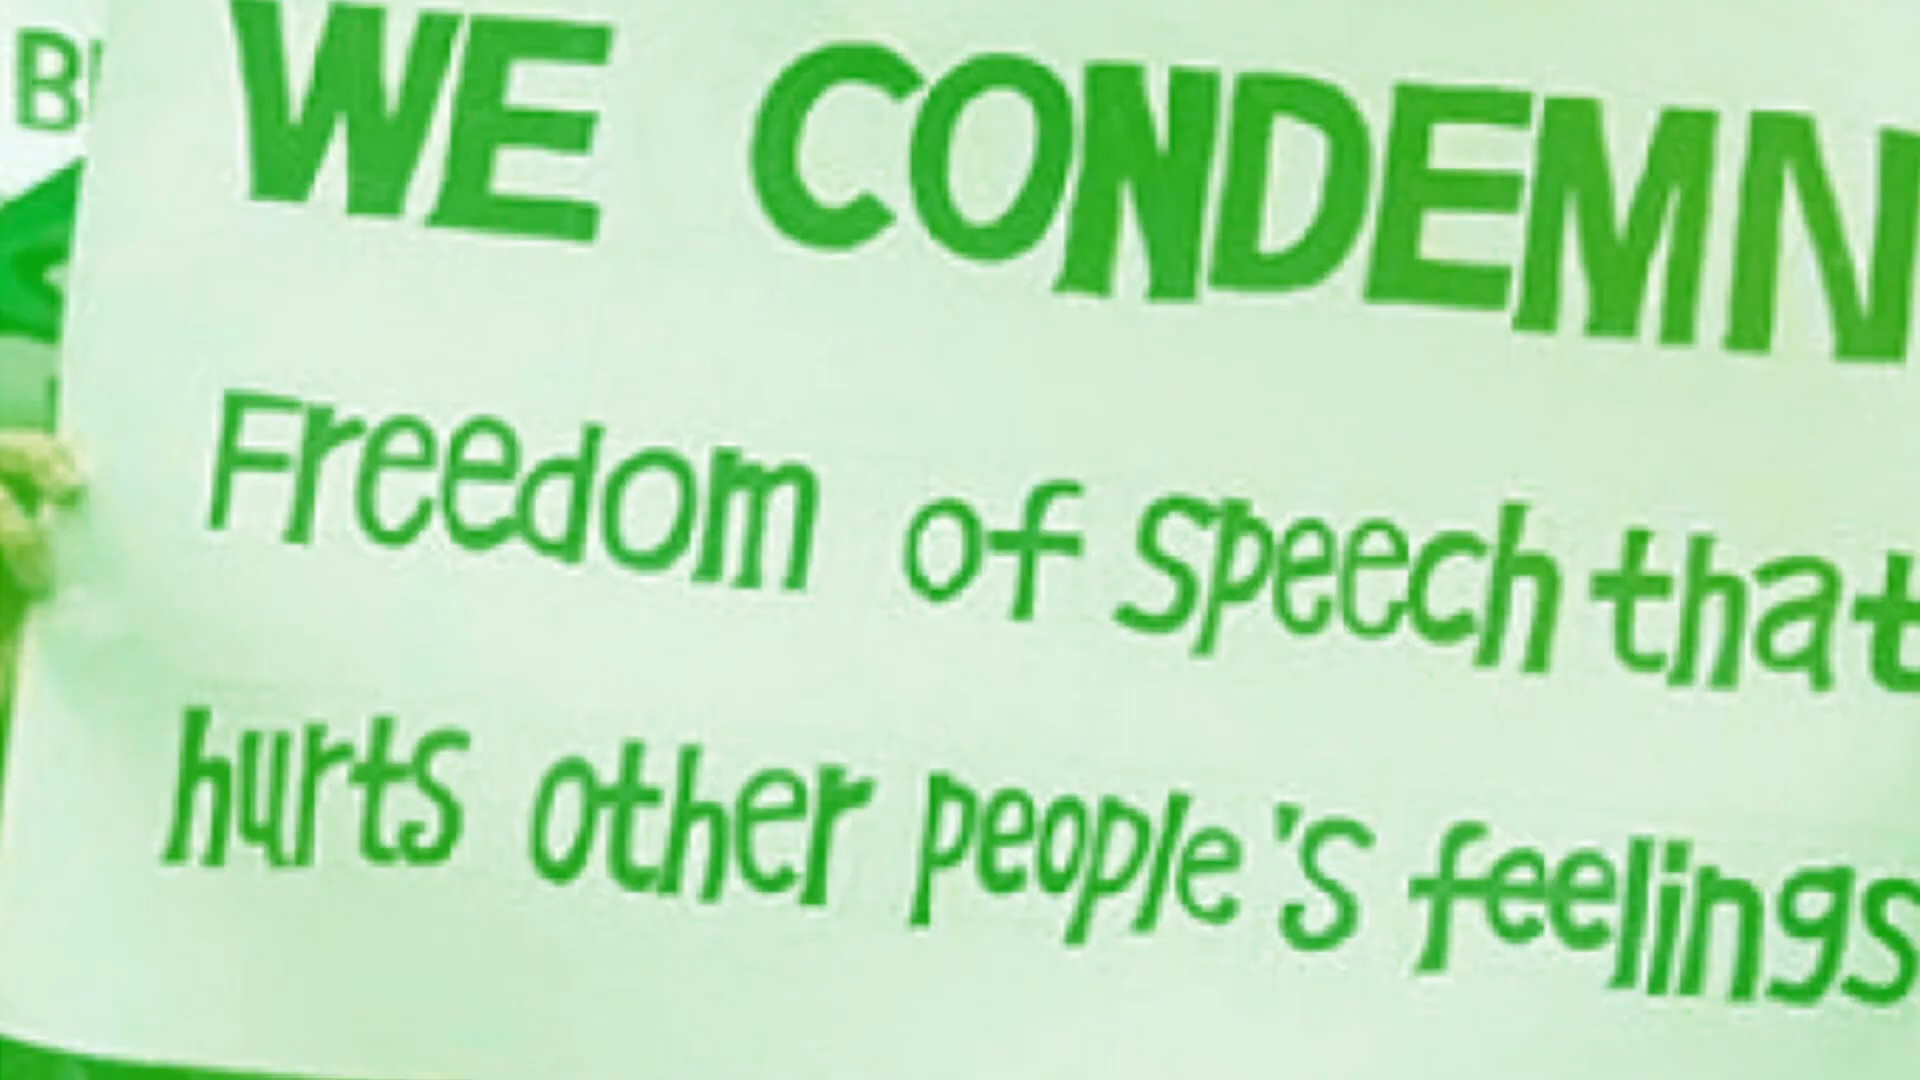 WE CONDEMN
Freedom of Speech that
hurts other people's feelings